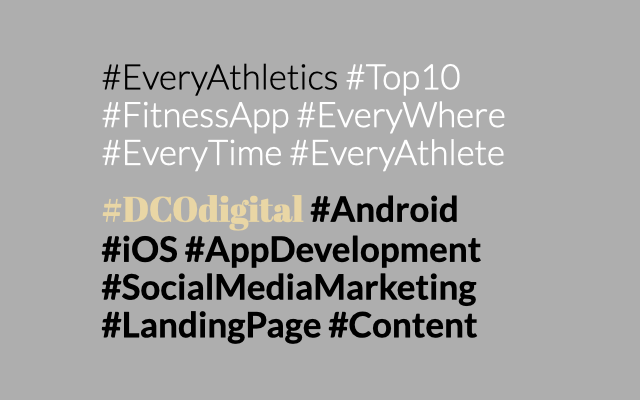 #EveryAthletics #Top10
#FitnessApp #EveryWhere
#EveryTime #EveryAthlete
#DCOdigital #Android
#iOS #AppDevelopment
#SocialMediaMarketing
#LandingPage #Content